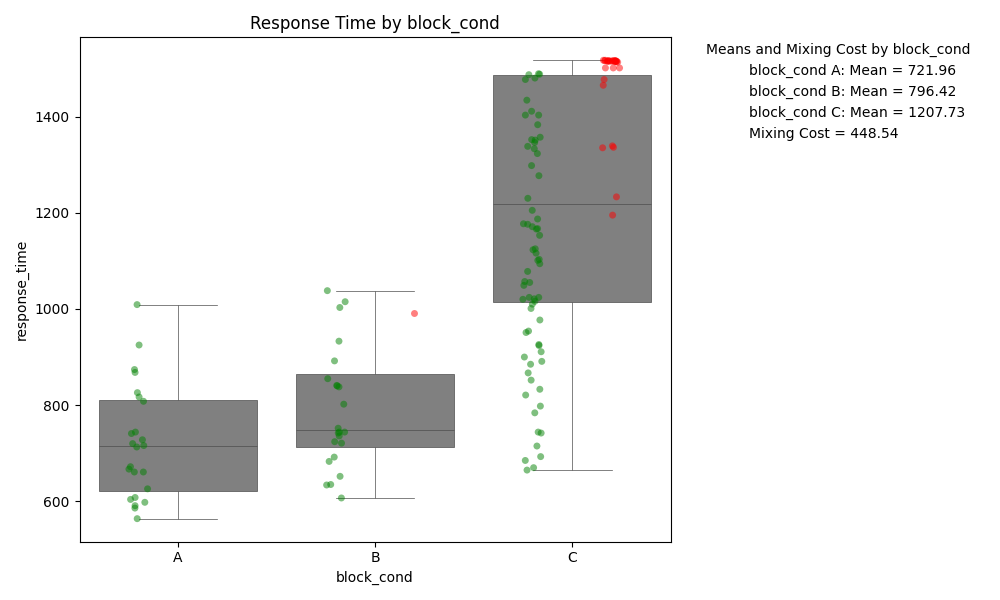 Response Time by block_cond
Means and Mixing Cost by block_cond
block_cond A: Mean = 721.96
block_cond B: Mean = 796.42
block_cond C: Mean = 1207.73
Mixing Cost = 448.54
response_time
1400
1200
1000
800
600
A B C
block_cond